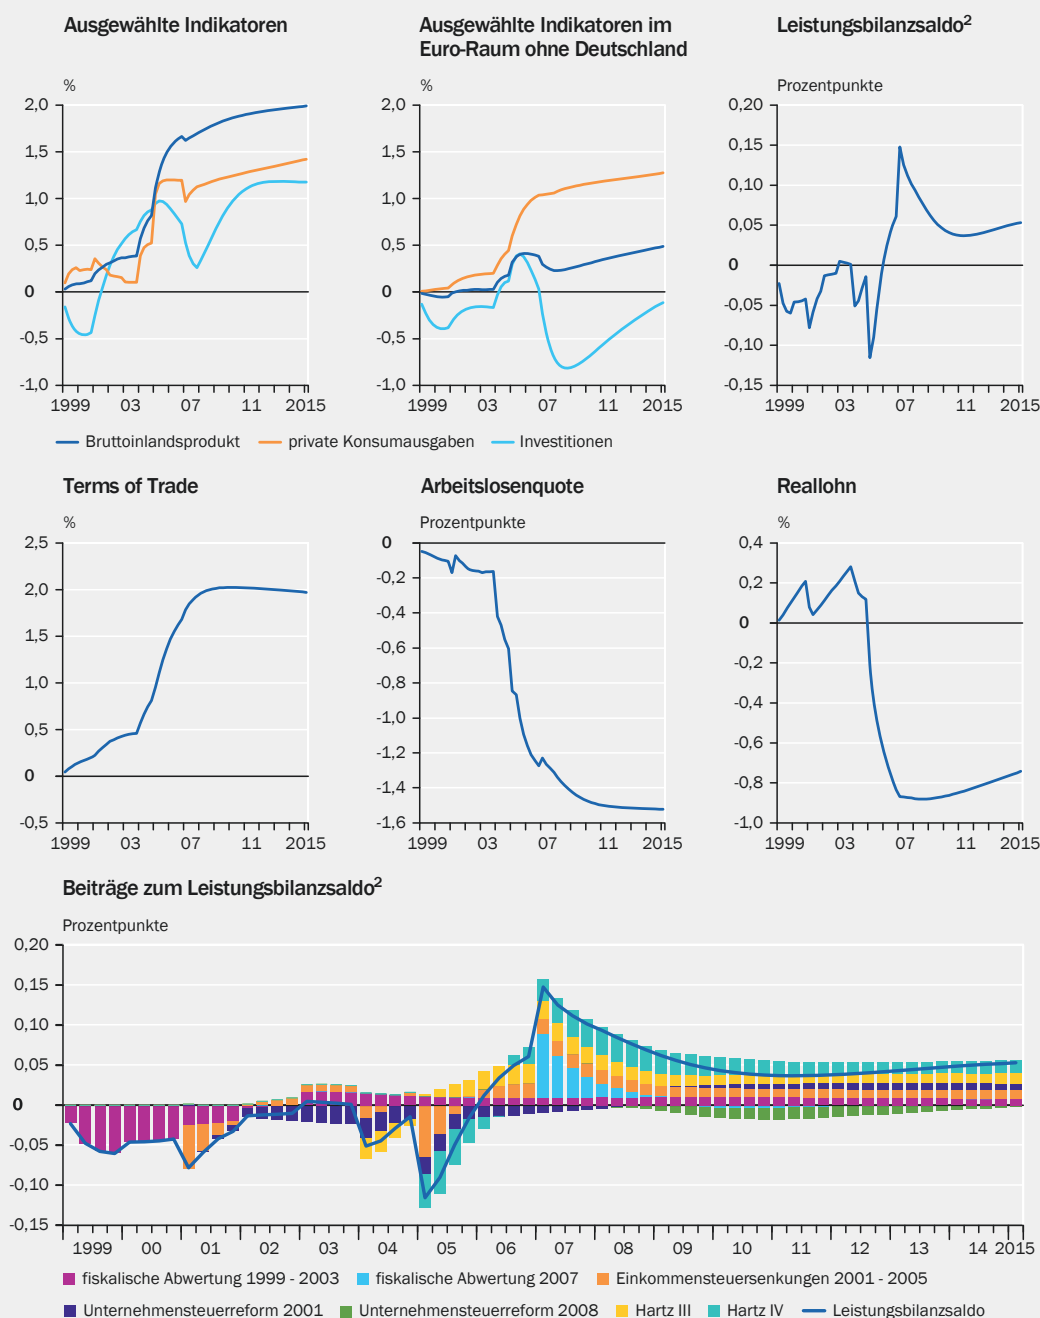 Ausgewählte Indikatoren
Ausgewählte Indikatoren im
Euro-Raum ohne Deutschland
Leistungsbilanzsaldo²
%
%
Prozentpunkte
2,0
1,5
1,0
0,5
0
-0,5
-1,0
1999 03 07 11 2015
2,0
1,5
1,0
0,5
0
-0,5
-1,0
1999 03 07 11 2015
0,20
0,15
0,10
0,05
0
-0,05
-0,10
-0,15
1999 03 07 11 2015
Bruttoinlandsprodukt private Konsumausgaben Investitionen
Terms of Trade
Arbeitslosenquote
Reallohn
%
Prozentpunkte
%
2,5
2,0
1,5
1,0
0,5
0
-0,5
1999 03 07 11 2015
0
-0,2
-0,4
-0,6
-0,8
-1,0
-1,2
-1,4
-1,6
1999 03 07 11 2015
0,4
0,2
0
-0,2
-0,4
-0,6
-0,8
-1,0
1999 03 07 11 2015
Beiträge zum Leistungsbilanzsaldo²
Prozentpunkte
0,20
0,15
0,10
0,05
0
-0,05
-0,10
-0,15
1999 00 01 02 03 04 05 06 07 08 09 10 11 12 13 14 2015
fiskalische Abwertung 1999 - 2003 fiskalische Abwertung 2007 Einkommensteuersenkungen 2001 - 2005
Unternehmensteuerreform 2001 Unternehmensteuerreform 2008 Hartz III Hartz IV Leistungsbilanzsaldo